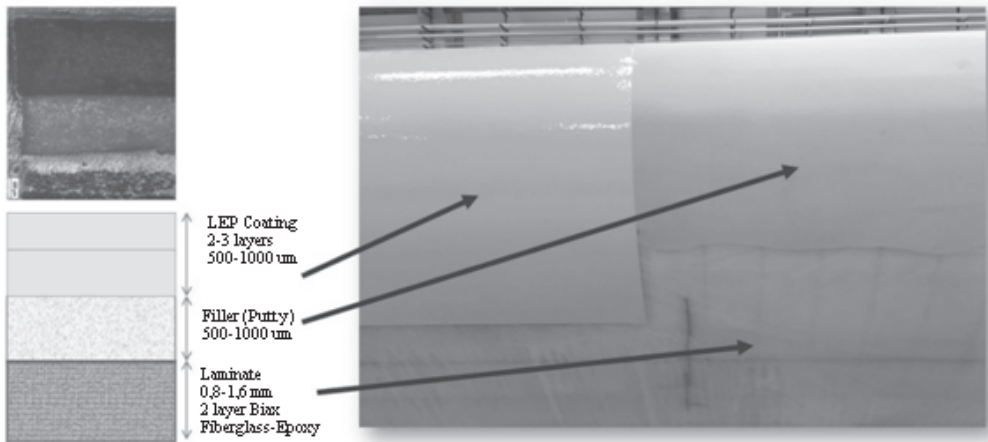 LEP Coating
2-3 layers
500-1000 um
Filler (Putty)
500-1000 um
Laminate
0,8-1,6 mm
2 layer Biax
Fiberglass-Epoxy